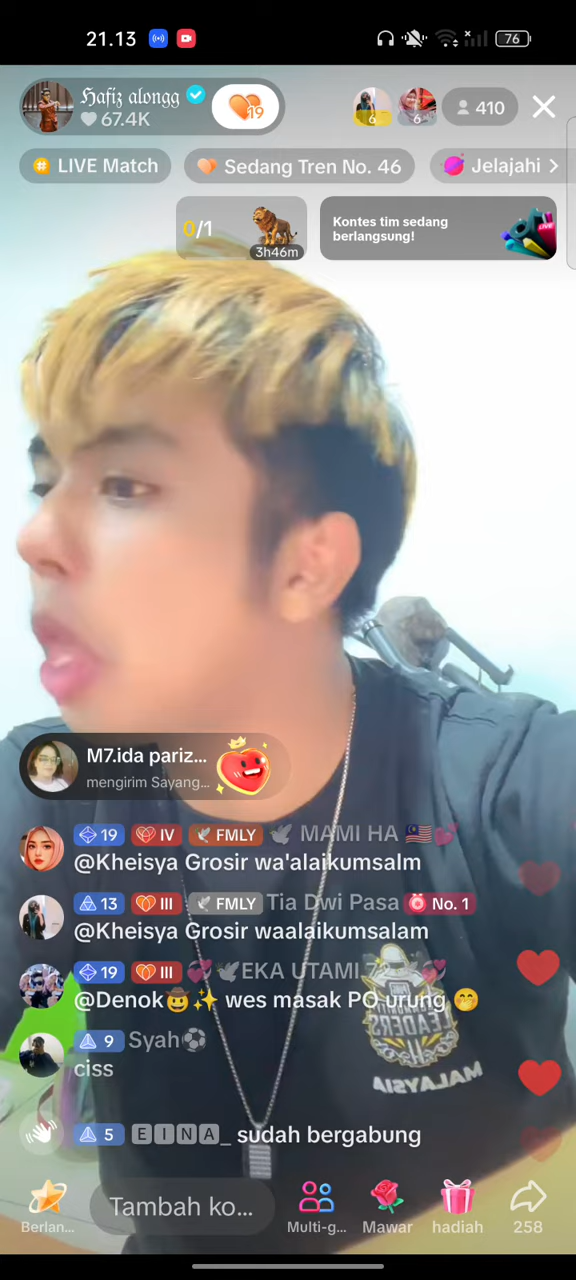 21.13
76
ℌ𝔞𝔣𝔦𝔷 𝔞𝔩𝔬𝔫𝔤𝔤
67.4K
19
6
6
410
LIVE Match
Sedang Tren No. 46
Jelajahi >
0/1
3h46m
Kontes tim sedang
berlangsung!
LIVE
M7.ida pariz...
mengirim Sayang...
19 IV FMLY 🕊 MAMI HA 🇲🇾💕
@Kheisya Grosir wa'alaikumsalm
13 III FMLY Tia Dwi Pasa No. 1
@Kheisya Grosir waalaikumsalam
19 III 💞🕊EKA UTAMI 72 💞
@Denok🤠✨ wes masak PO urung 🤭
9 Syah⚽
ciss
LEADERS
MALAYSIA
5 🅴🅸🅽🅰_ sudah bergabung
Berlan...
Tambah ko...
Multi-g...
Mawar
hadiah
258